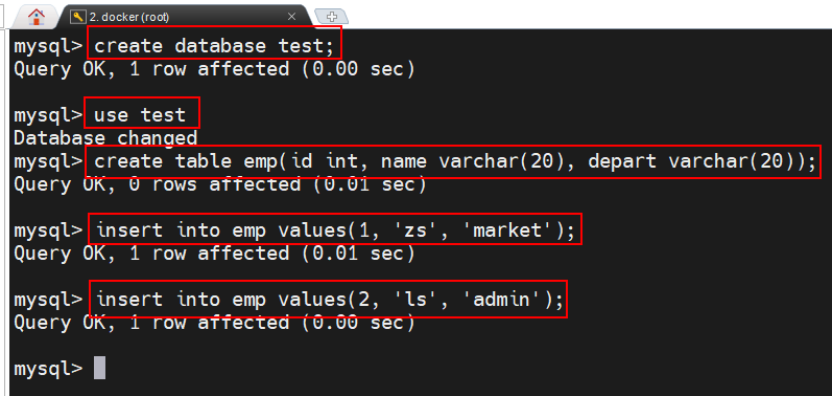 2. docker (root)
mysql> create database test;
Query OK, 1 row affected (0.00 sec)
mysql> use test
Database changed
mysql> create table emp(id int, name varchar(20), depart varchar(20));
Query OK, 0 rows affected (0.01 sec)
mysql> insert into emp values(1, 'zs', 'market');
Query OK, 1 row affected (0.01 sec)
mysql> insert into emp values(2, 'ls', 'admin');
Query OK, 1 row affected (0.00 sec)
mysql>